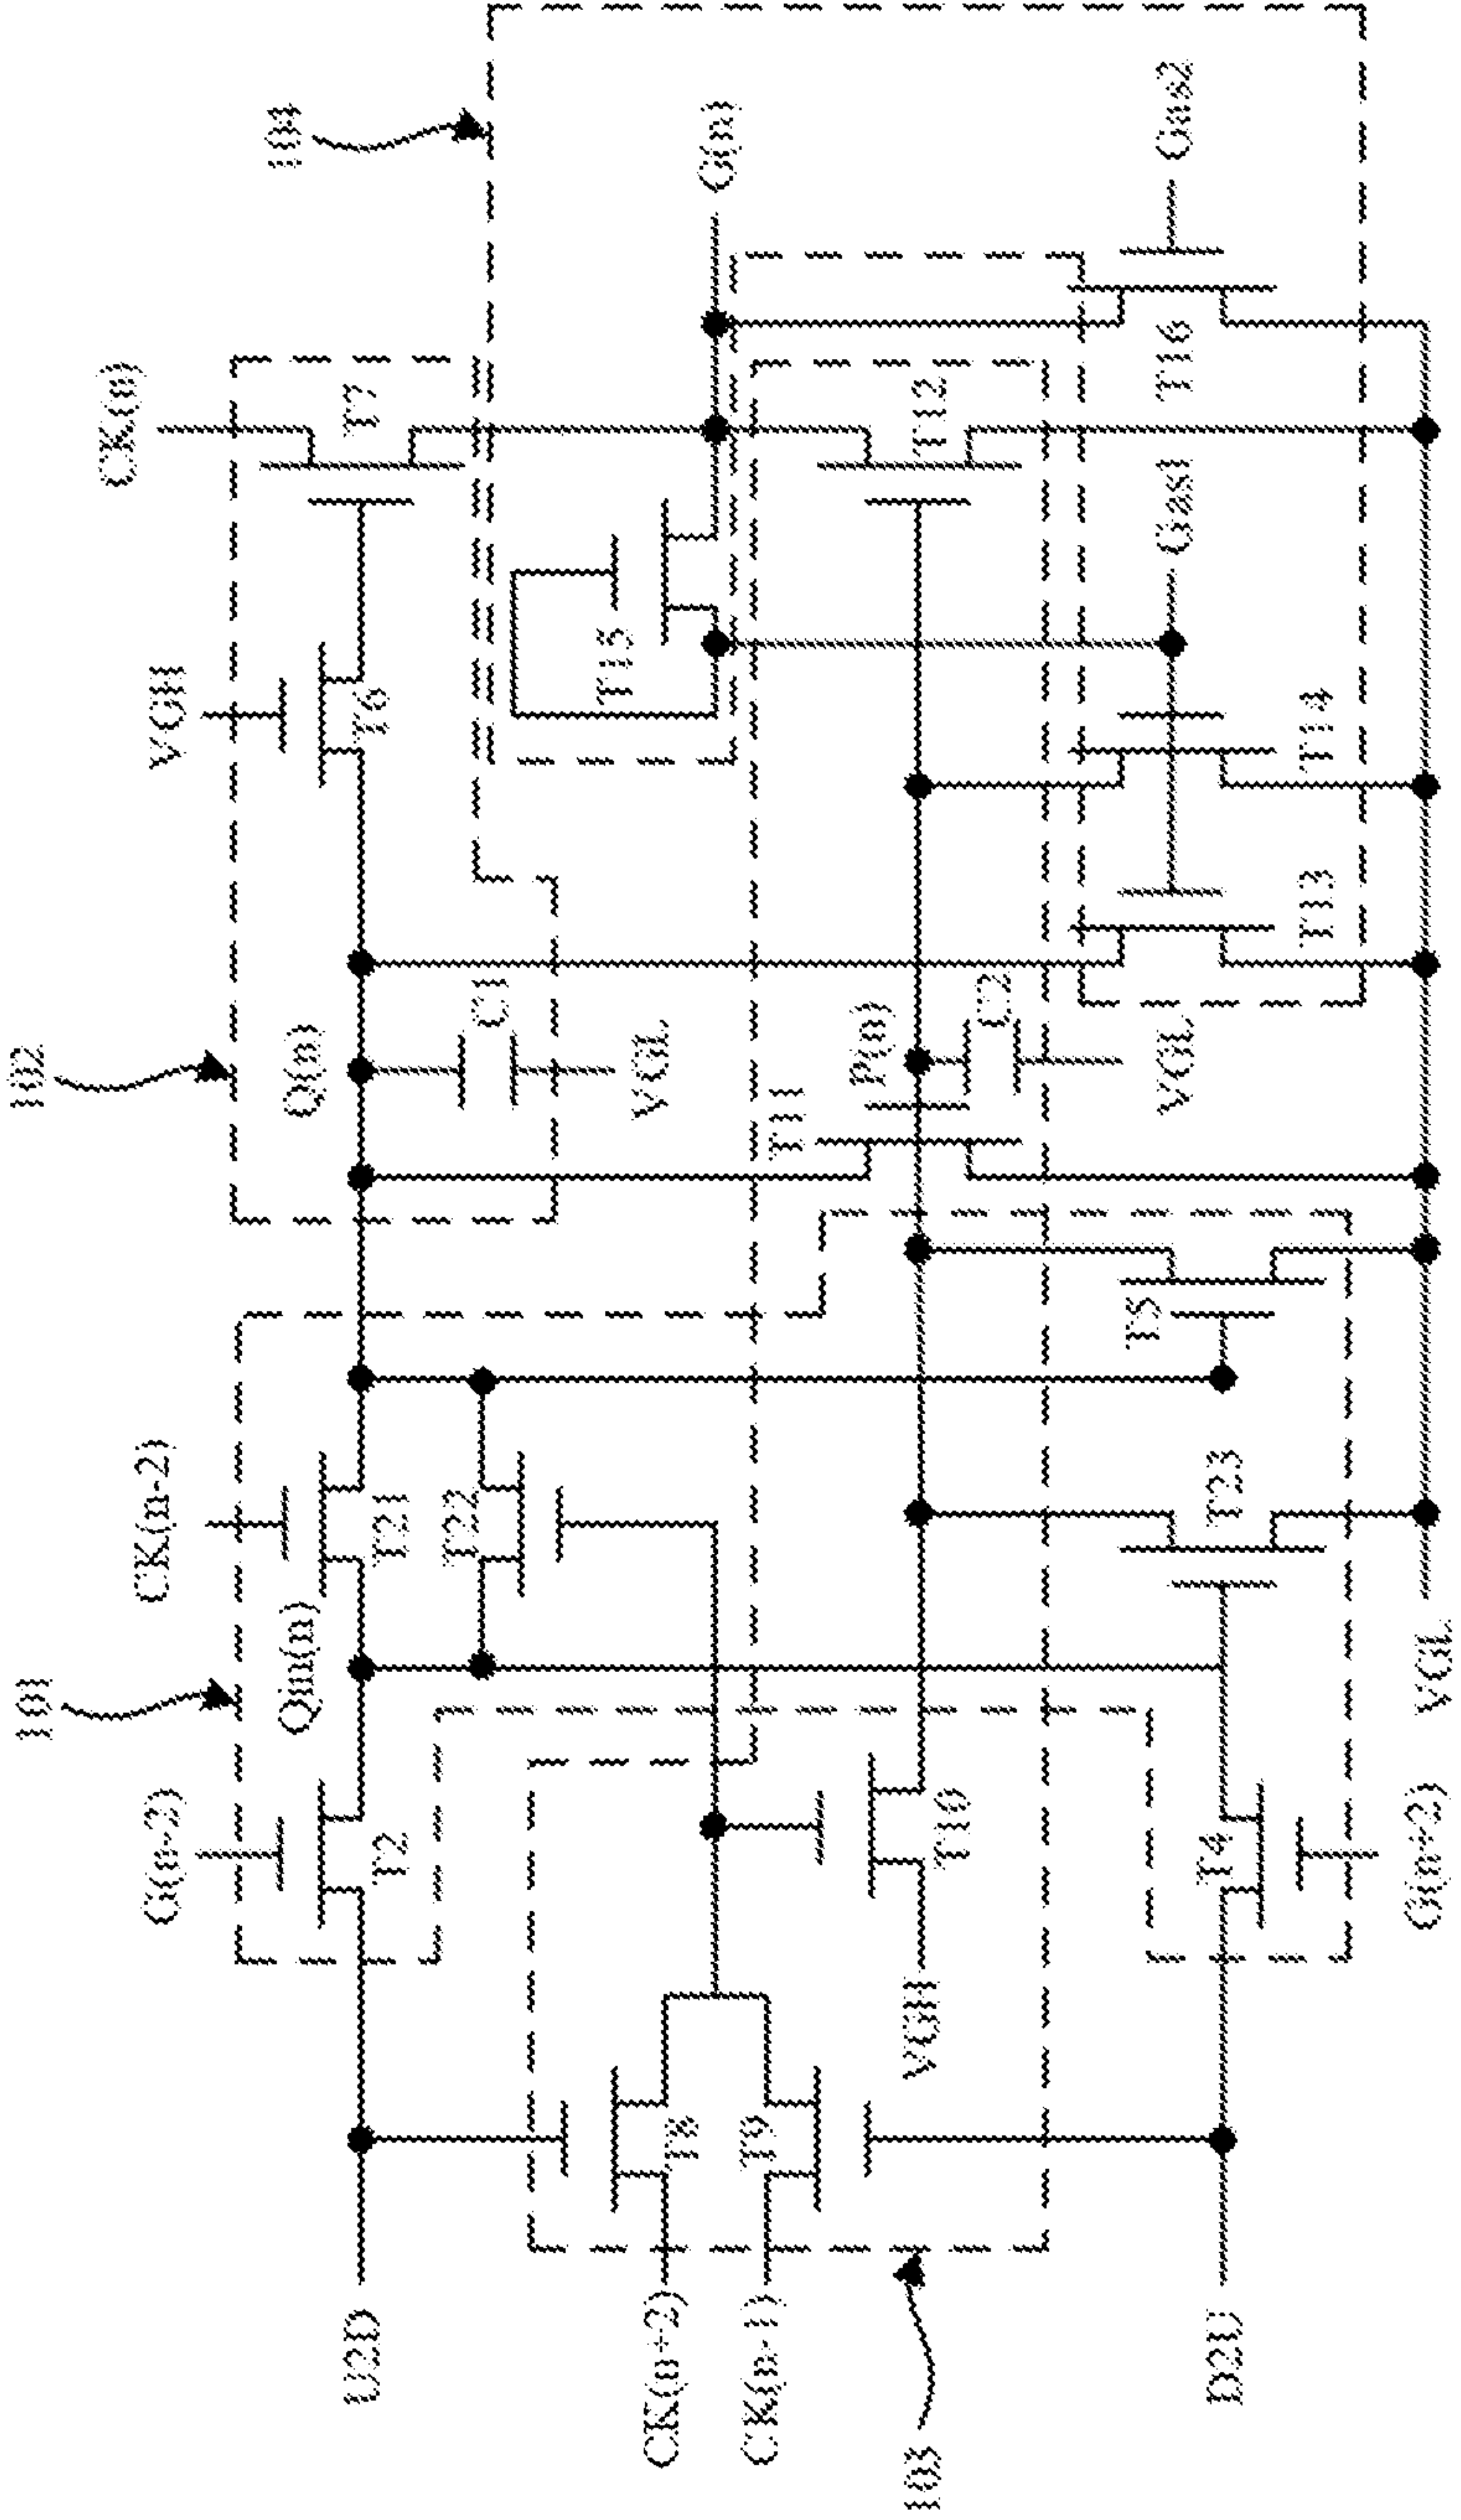 102
101
104
CK(n)
VGH
CK(n-2)
G(n-2)
Q(n)
Qin(n)
T7
T6
T21
T2
U2D
C1
T22
T15
VGL
G(n)
T8
T9
CK(n+2)
CK(n-1)
T11
P(n)
T12
C2
T10
VGH
103
Gas2
T16
Gas1
VGL
T5
T23
T4
D2U
T14
T13
VGL
G(n+2)